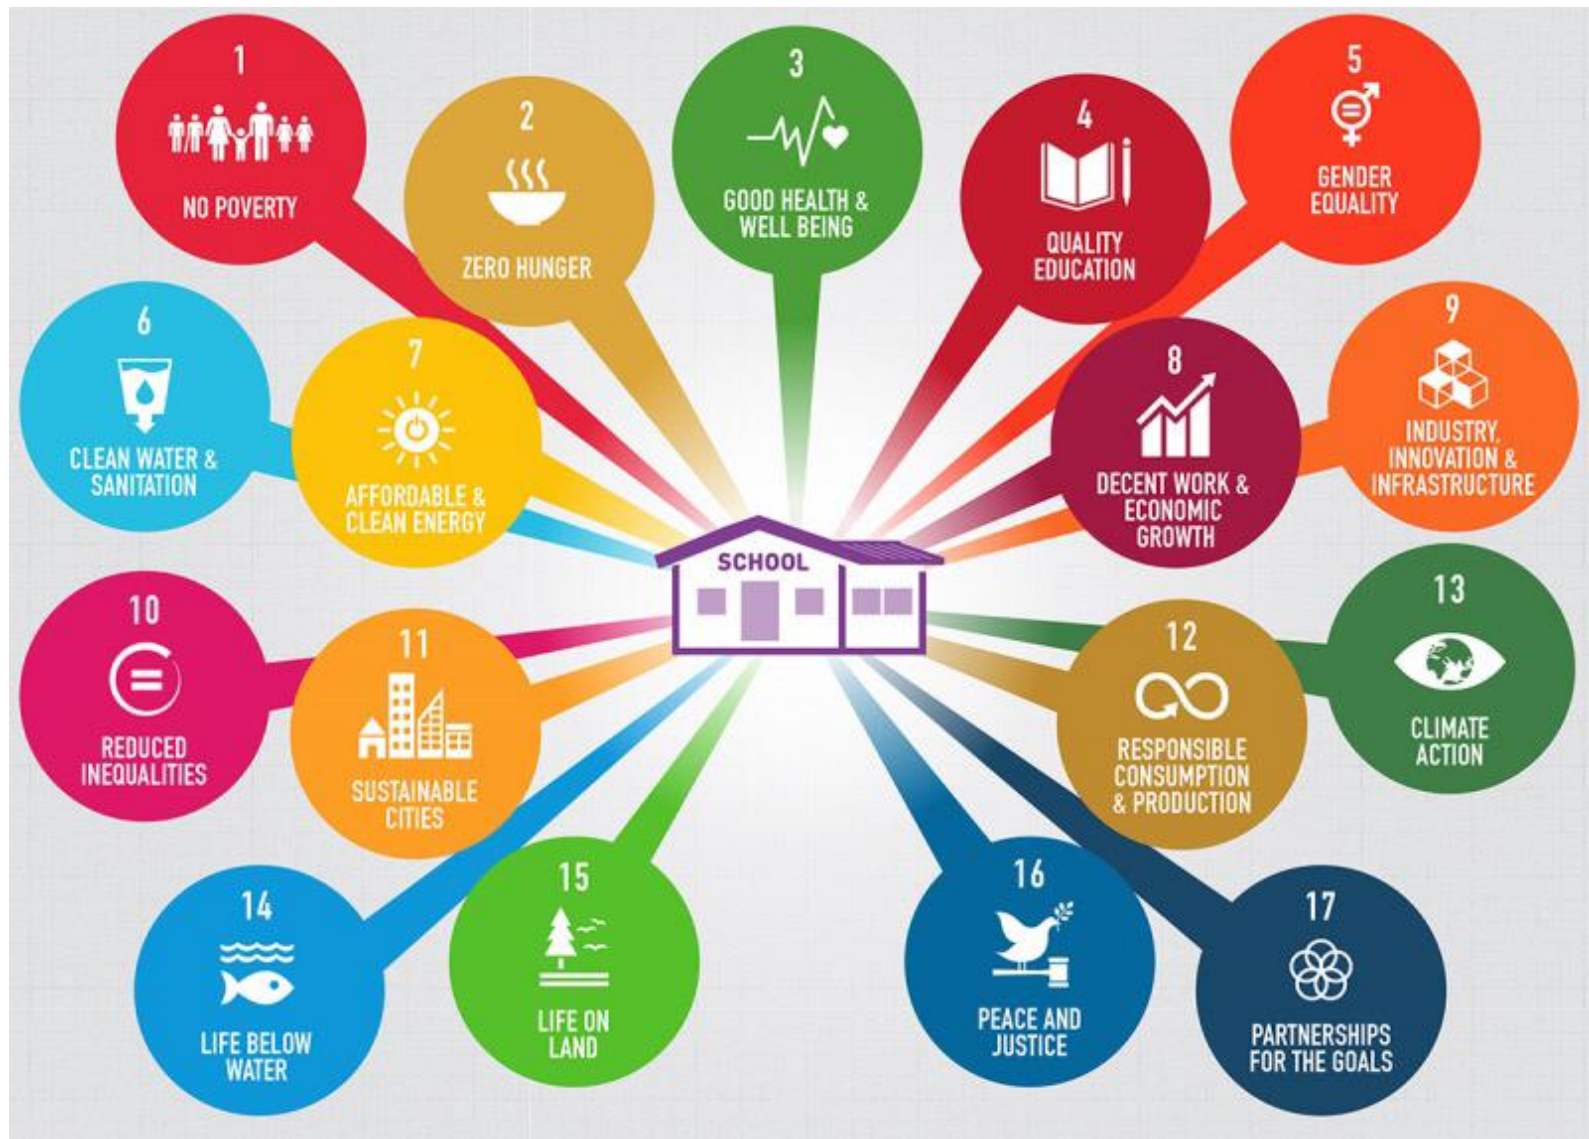 1
NO POVERTY
2
ZERO HUNGER
3
GOOD HEALTH &
WELL BEING
4
QUALITY
EDUCATION
5
GENDER
EQUALITY
6
CLEAN WATER &
SANITATION
7
AFFORDABLE &
CLEAN ENERGY
8
DECENT WORK &
ECONOMIC
GROWTH
9
INDUSTRY,
INNOVATION &
INFRASTRUCTURE
SCHOOL
10
REDUCED
INEQUALITIES
11
SUSTAINABLE
CITIES
12
RESPONSIBLE
CONSUMPTION
& PRODUCTION
13
CLIMATE
ACTION
14
LIFE BELOW
WATER
15
LIFE ON
LAND
16
PEACE AND
JUSTICE
17
PARTNERSHIPS
FOR THE GOALS